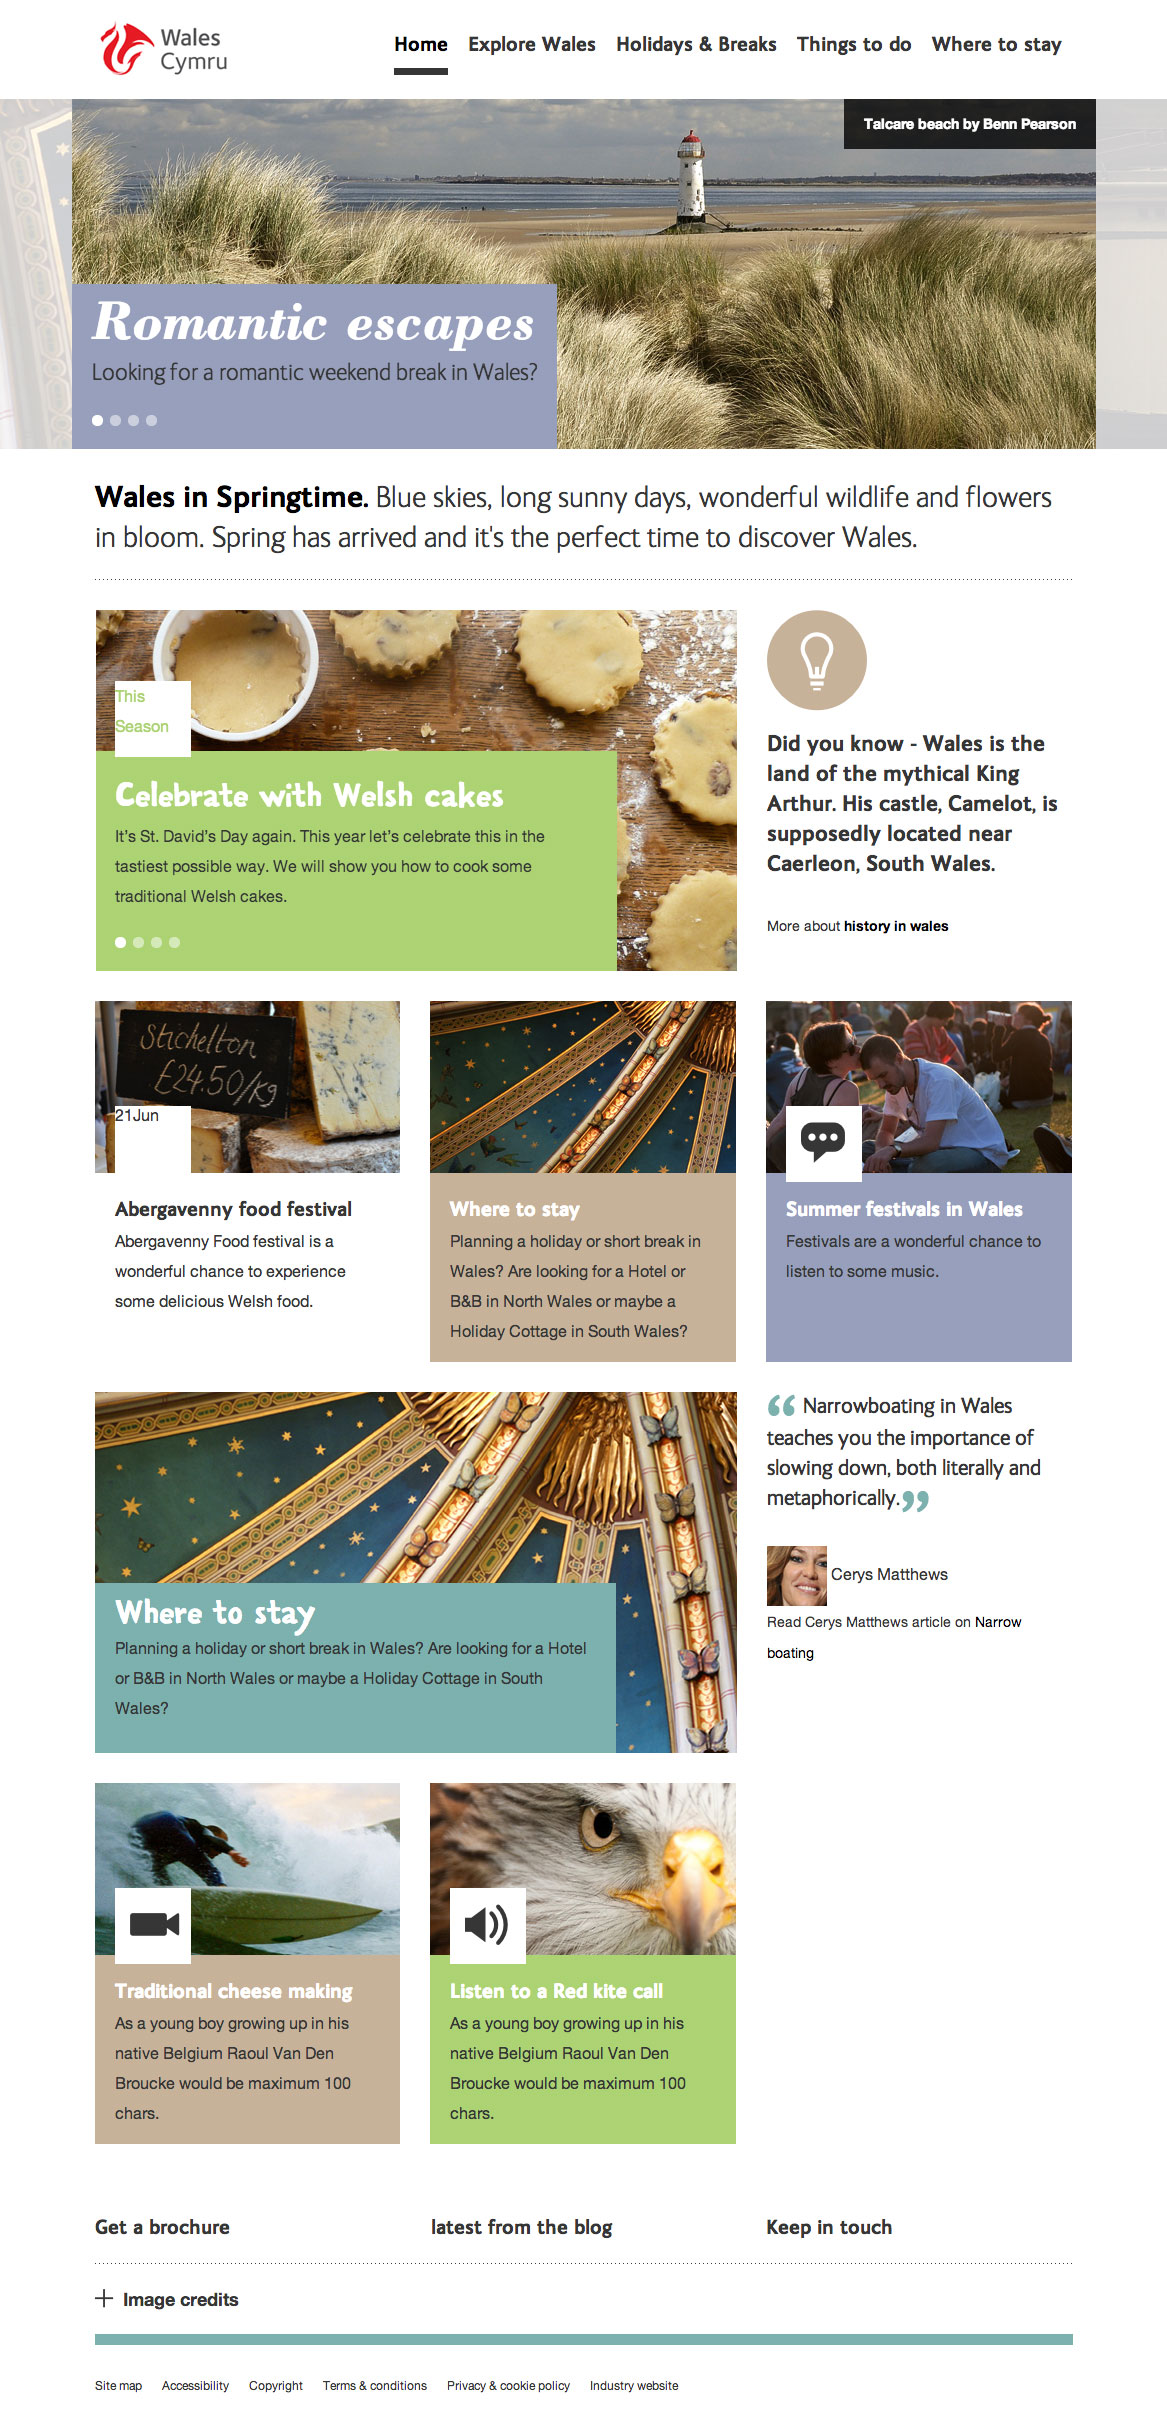 Wales
Cymru
Home Explore Wales Holidays & Breaks Things to do Where to stay
Talcare beach by Benn Pearson
Romantic escapes
Looking for a romantic weekend break in Wales?
Wales in Springtime. Blue skies, long sunny days, wonderful wildlife and flowers
in bloom. Spring has arrived and it's the perfect time to discover Wales.
This
Season
Celebrate with Welsh cakes
It’s St. David’s Day again. This year let’s celebrate this in the
tastiest possible way. We will show you how to cook some
traditional Welsh cakes.
Did you know - Wales is the
land of the mythical King
Arthur. His castle, Camelot, is
supposedly located near
Caerleon, South Wales.
More about history in wales
Stichelton
£24.50/kg
21Jun
Abergavenny food festival
Abergavenny Food festival is a
wonderful chance to experience
some delicious Welsh food.
Where to stay
Planning a holiday or short break in
Wales? Are looking for a Hotel or
B&B in North Wales or maybe a
Holiday Cottage in South Wales?
Summer festivals in Wales
Festivals are a wonderful chance to
listen to some music.
Where to stay
Planning a holiday or short break in Wales? Are looking for a Hotel
or B&B in North Wales or maybe a Holiday Cottage in South
Wales?
“ Narrowboating in Wales
teaches you the importance of
slowing down, both literally and
metaphorically.”
Cerys Matthews
Read Cerys Matthews article on Narrow
boating
Traditional cheese making
As a young boy growing up in his
native Belgium Raoul Van Den
Broucke would be maximum 100
chars.
Listen to a Red kite call
As a young boy growing up in his
native Belgium Raoul Van Den
Broucke would be maximum 100
chars.
Get a brochure
latest from the blog
Keep in touch
Image credits
Site map Accessibility Copyright Terms & conditions Privacy & cookie policy Industry website